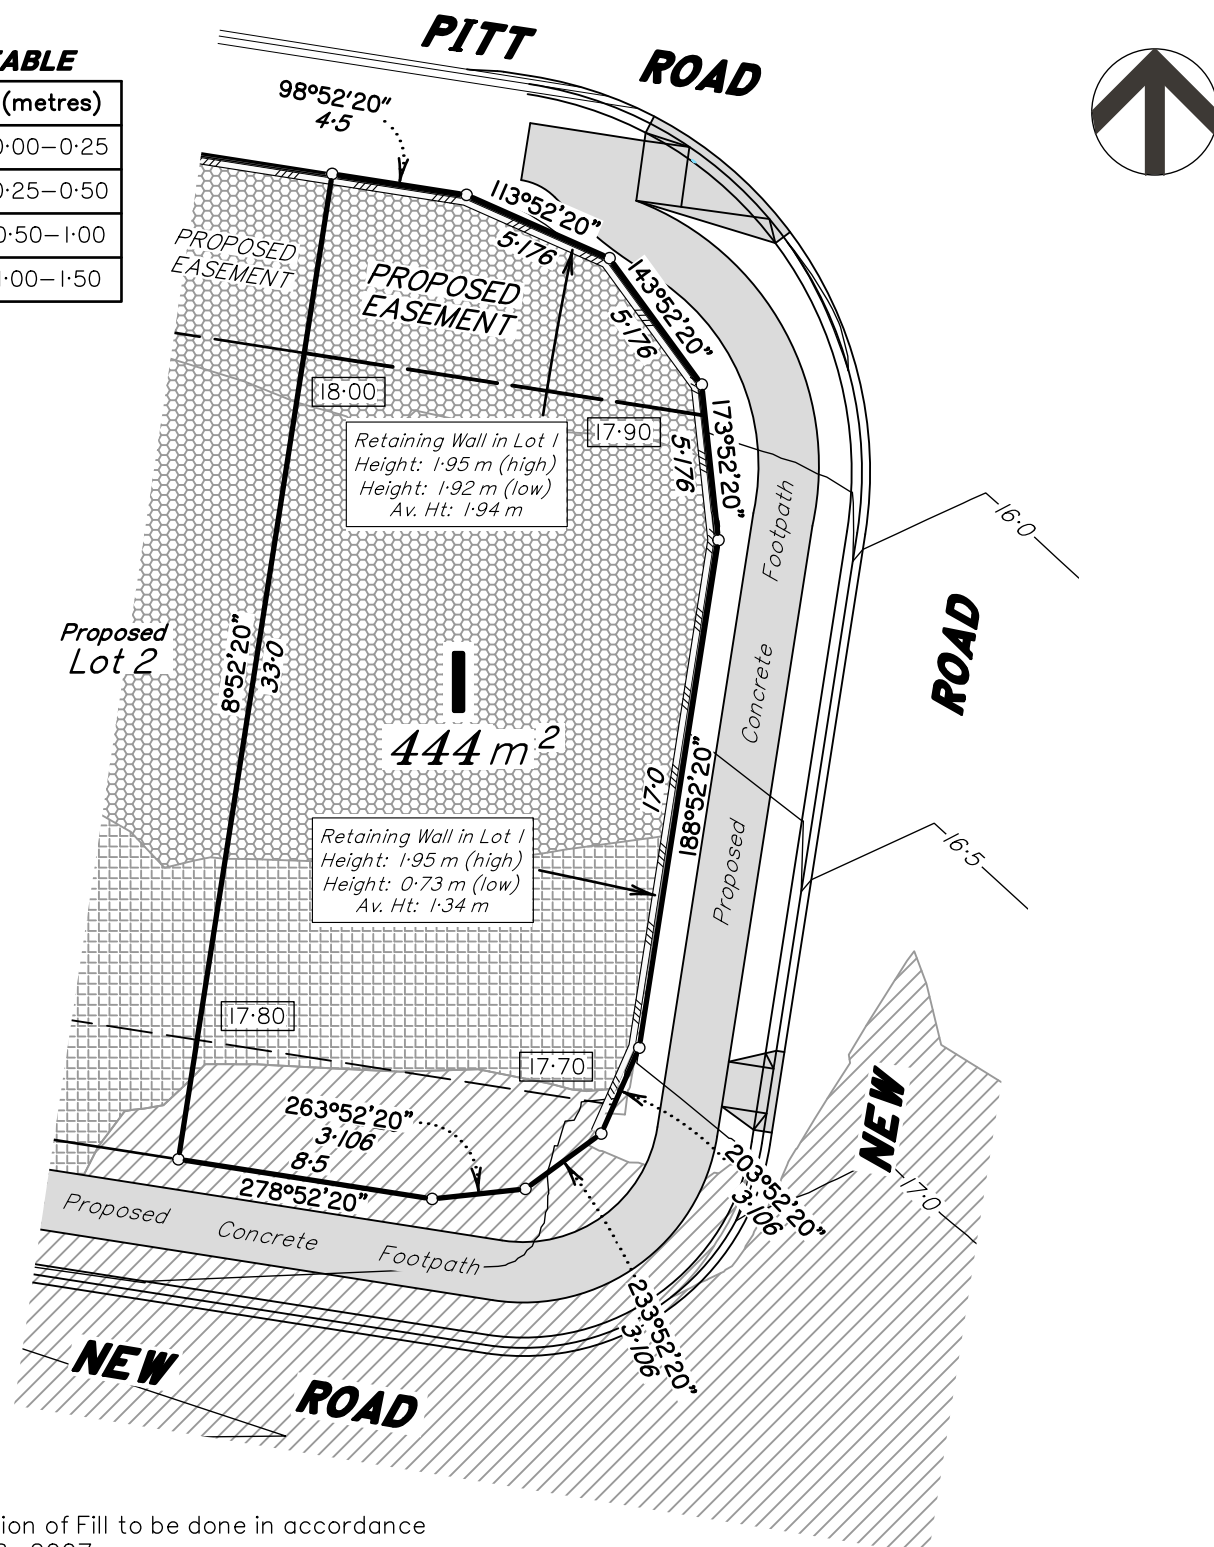 PITT ROAD
TABLE
(metres)
0·00–0·25
0·25–0·50
0·50–1·00
1·00–1·50
98°52'20"
4·5
113°52'20"
5·176
143°52'20"
5·176
173°52'20"
5·176
PROPOSED
EASEMENT
PROPOSED
EASEMENT
18·00
17·90
Retaining Wall in Lot 1
Height: 1·95 m (high)
Height: 1·92 m (low)
Av. Ht: 1·94 m
16·0
Proposed
Lot 2
8°52'20"
33·0
1
444 m²
17·0
188°52'20"
Proposed Concrete Footpath
NEW ROAD
16·5
Retaining Wall in Lot 1
Height: 1·95 m (high)
Height: 0·73 m (low)
Av. Ht: 1·34 m
17·80
17·70
263°52'20"
3·106
8·5
278°52'20"
203°52'20"
3·106
17·0
233°52'20"
3·106
Proposed Concrete Footpath
NEW ROAD
ion of Fill to be done in accordance